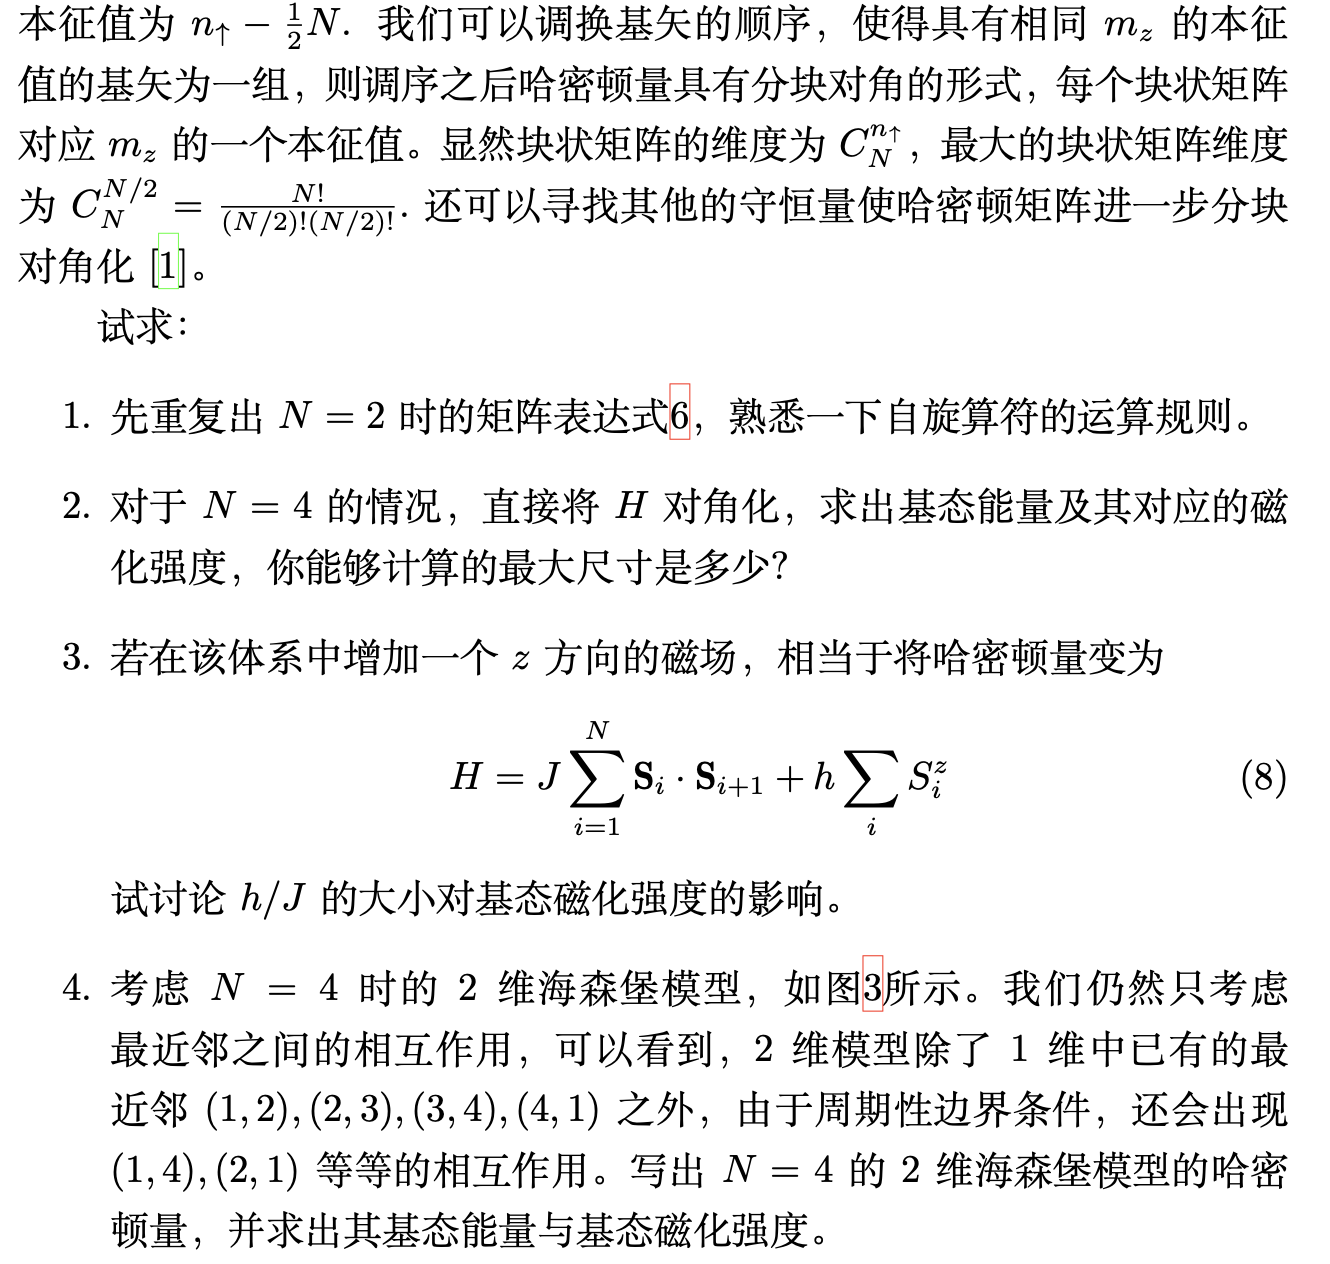 本征值为 $n_\uparrow - \frac{1}{2}N$. 我们可以调换基矢的顺序，使得具有相同 $m_z$ 的本征
值的基矢为一组，则调序之后哈密顿量具有分块对角的形式，每个块状矩阵
对应 $m_z$ 的一个本征值。显然块状矩阵的维度为 $C_N^{n_\uparrow}$，最大的块状矩阵维度
为 $C_N^{N/2} = \frac{N!}{(N/2)!(N/2)!}$. 还可以寻找其他的守恒量使哈密顿矩阵进一步分块
对角化 [1]。
试求：
1. 先重复出 $N = 2$ 时的矩阵表达式6，熟悉一下自旋算符的运算规则。
2. 对于 $N = 4$ 的情况，直接将 $H$ 对角化，求出基态能量及其对应的磁
化强度，你能够计算的最大尺寸是多少？
3. 若在该体系中增加一个 $z$ 方向的磁场，相当于将哈密顿量变为
$H = J \sum_{i=1}^{N} \mathbf{S}_i \cdot \mathbf{S}_{i+1} + h \sum_i S_i^z$ (8)
试讨论 $h/J$ 的大小对基态磁化强度的影响。
4. 考虑 $N = 4$ 时的 2 维海森堡模型，如图3所示。我们仍然只考虑
最近邻之间的相互作用，可以看到，2 维模型除了 1 维中已有的最
近邻 $(1,2),(2,3),(3,4),(4,1)$ 之外，由于周期性边界条件，还会出现
$(1,4),(2,1)$ 等等的相互作用。写出 $N = 4$ 的 2 维海森堡模型的哈密
顿量，并求出其基态能量与基态磁化强度。